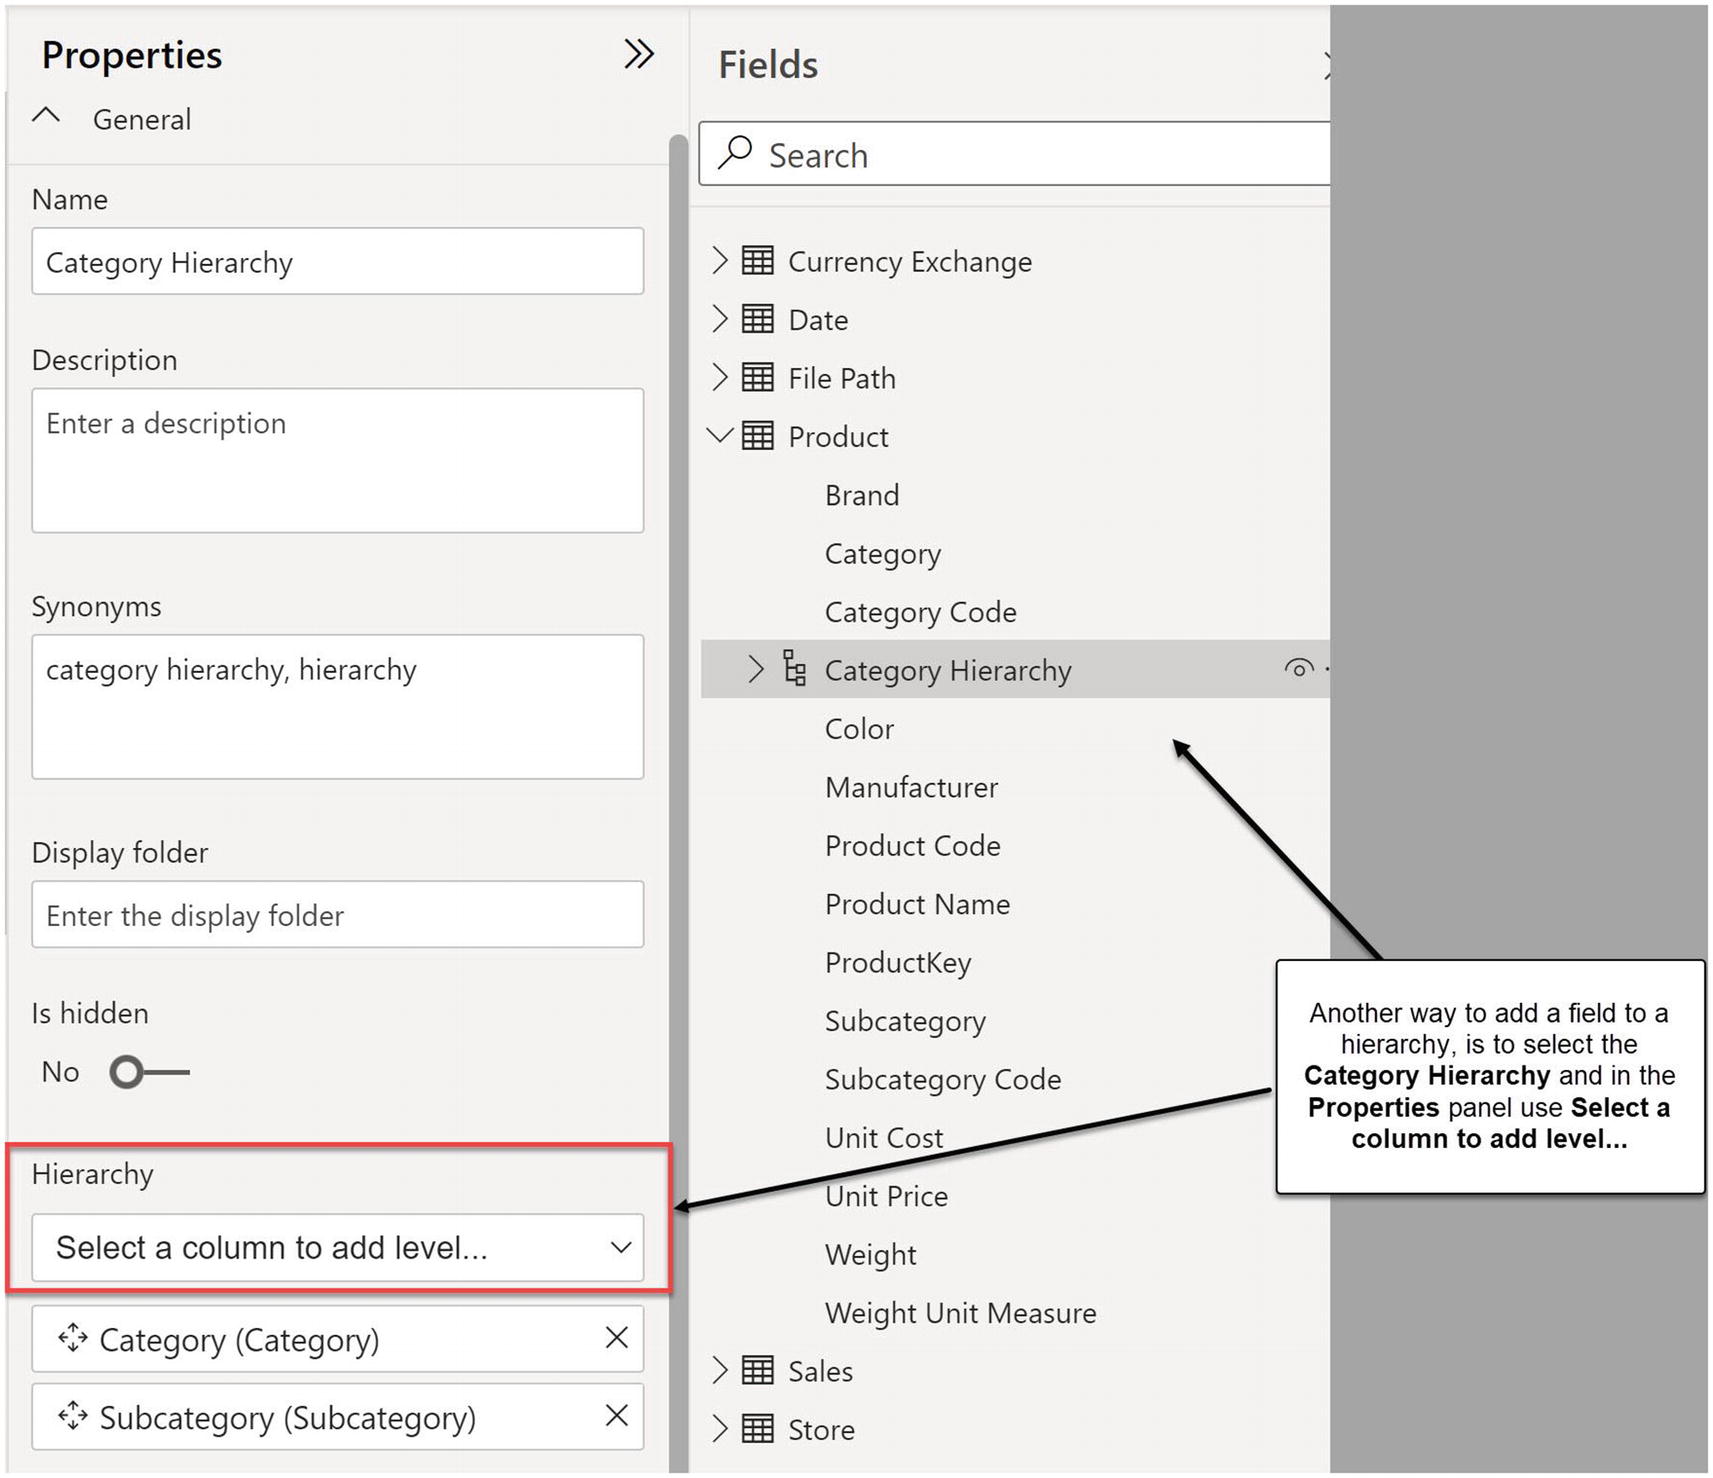 Properties
General
Name
Category Hierarchy
Description
Enter a description
Synonyms
category hierarchy, hierarchy
Display folder
Enter the display folder
Is hidden
No
Hierarchy
Select a column to add level...
Category (Category)
Subcategory (Subcategory)
Fields
Search
Currency Exchange
Date
File Path
Product
Brand
Category
Category Code
Category Hierarchy
Color
Manufacturer
Product Code
Product Name
ProductKey
Subcategory
Subcategory Code
Unit Cost
Unit Price
Weight
Weight Unit Measure
Sales
Store
Another way to add a field to a
hierarchy, is to select the
Category Hierarchy and in the
Properties panel use Select a
column to add level...